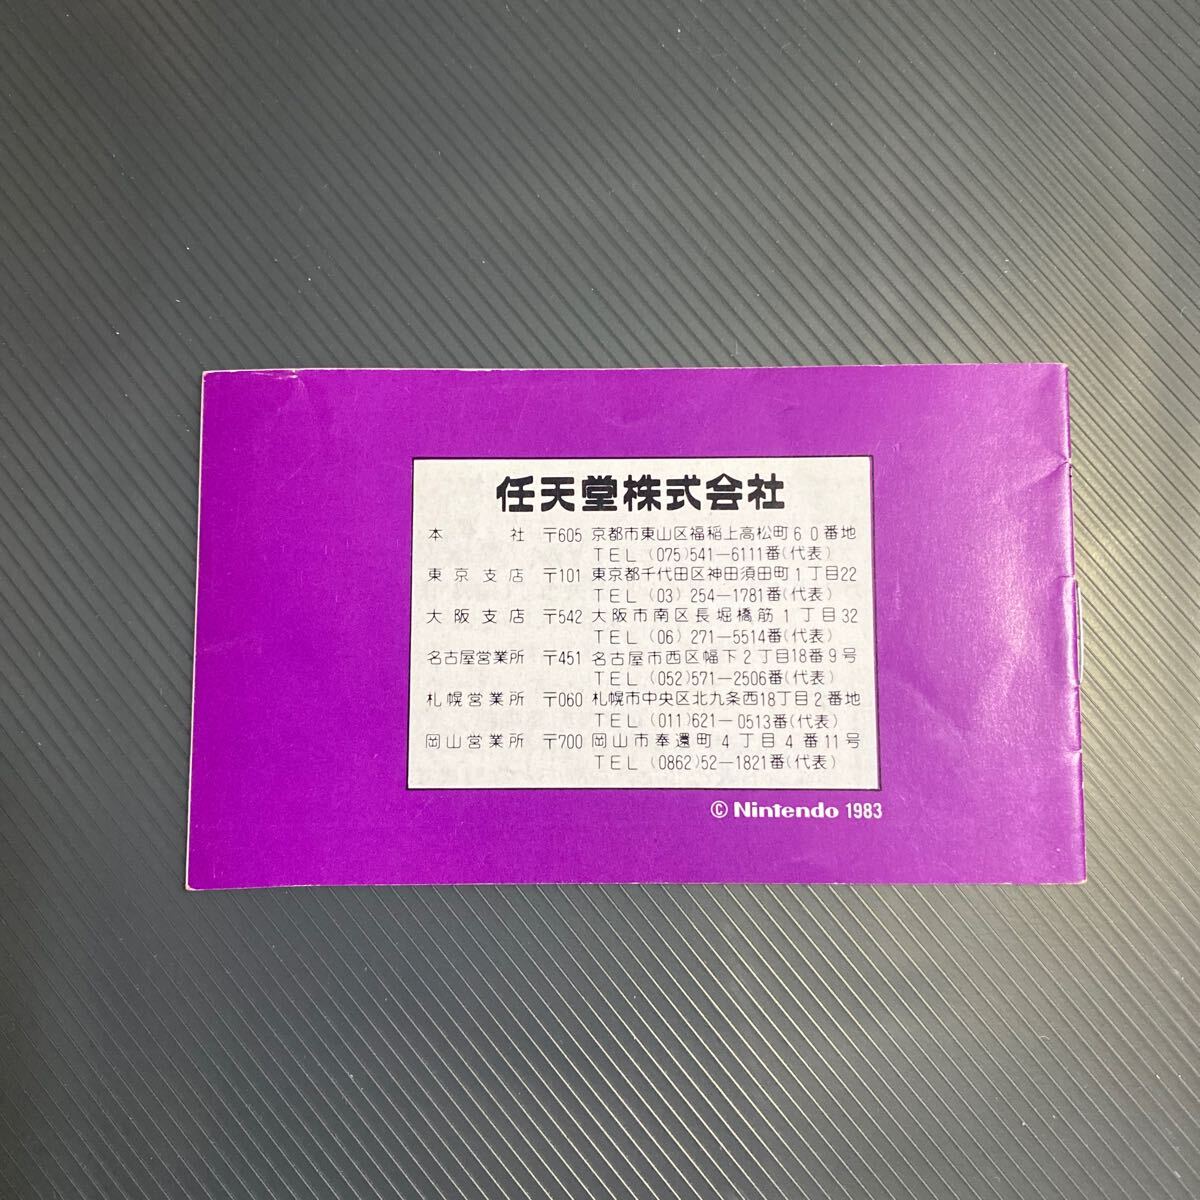 任天堂株式会社
本社 〒605 京都市東山区福稲上高松町60番地
TEL (075)541-6111番(代表)
東京支店 〒101 東京都千代田区神田須田町1丁目22
TEL (03) 254-1781番(代表)
大阪支店 〒542 大阪市南区長堀橋筋1丁目32
TEL (06) 271-5514番(代表)
名古屋営業所 〒451 名古屋市西区幅下2丁目18番9号
TEL (052)571-2506番(代表)
札幌営業所 〒060 札幌市中央区北九条西18丁目2番地
TEL (011)621-0513番(代表)
岡山営業所 〒700 岡山市奉還町4丁目4番11号
TEL (0862)52-1821番(代表)
© Nintendo 1983